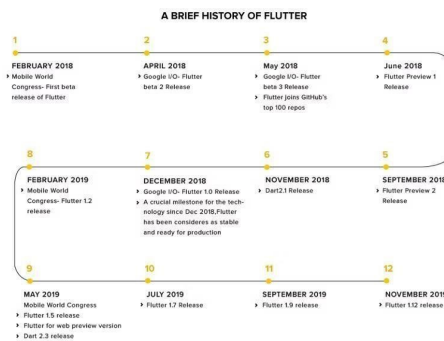 A BRIEF HISTORY OF FLUTTER
1
FEBRUARY 2018
Mobile World
Congress- First beta
release of Flutter
2
APRIL 2018
Google I/O- Flutter
beta 2 Release
3
May 2018
Google I/O- Flutter
beta 3 Release
Flutter joins GitHub's
top 100 repos
4
June 2018
Flutter Preview 1
Release
5
SEPTEMBER 2018
Flutter Preview 2
Release
6
NOVEMBER 2018
Dart2.1 Release
7
DECEMBER 2018
Google I/O- Flutter 1.0 Release
A crucial milestone for the tech-
nology since Dec 2018,Flutter
has been consideres as stable
and ready for production
8
FEBRUARY 2019
Mobile World
Congress- Flutter 1.2
release
9
MAY 2019
Mobile World Congress
Flutter 1.5 release
Flutter for web preview version
Dart 2.3 release
10
JULY 2019
Flutter 1.7 Release
11
SEPTEMBER 2019
Flutter 1.9 release
12
NOVEMBER 2019
Flutter 1.12 release